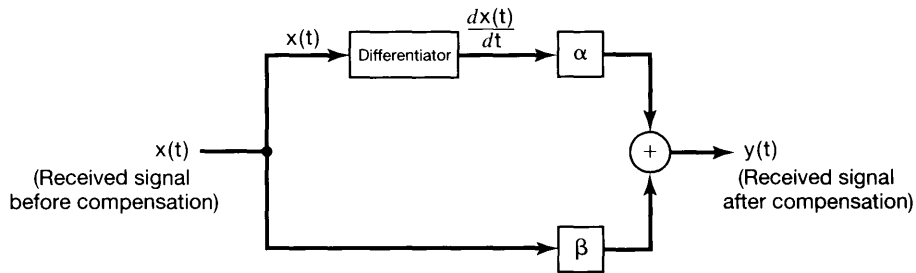 x(t)
Differentiator
dx(t)
dt
α
x(t)
(Received signal
before compensation)
+
y(t)
(Received signal
after compensation)
β